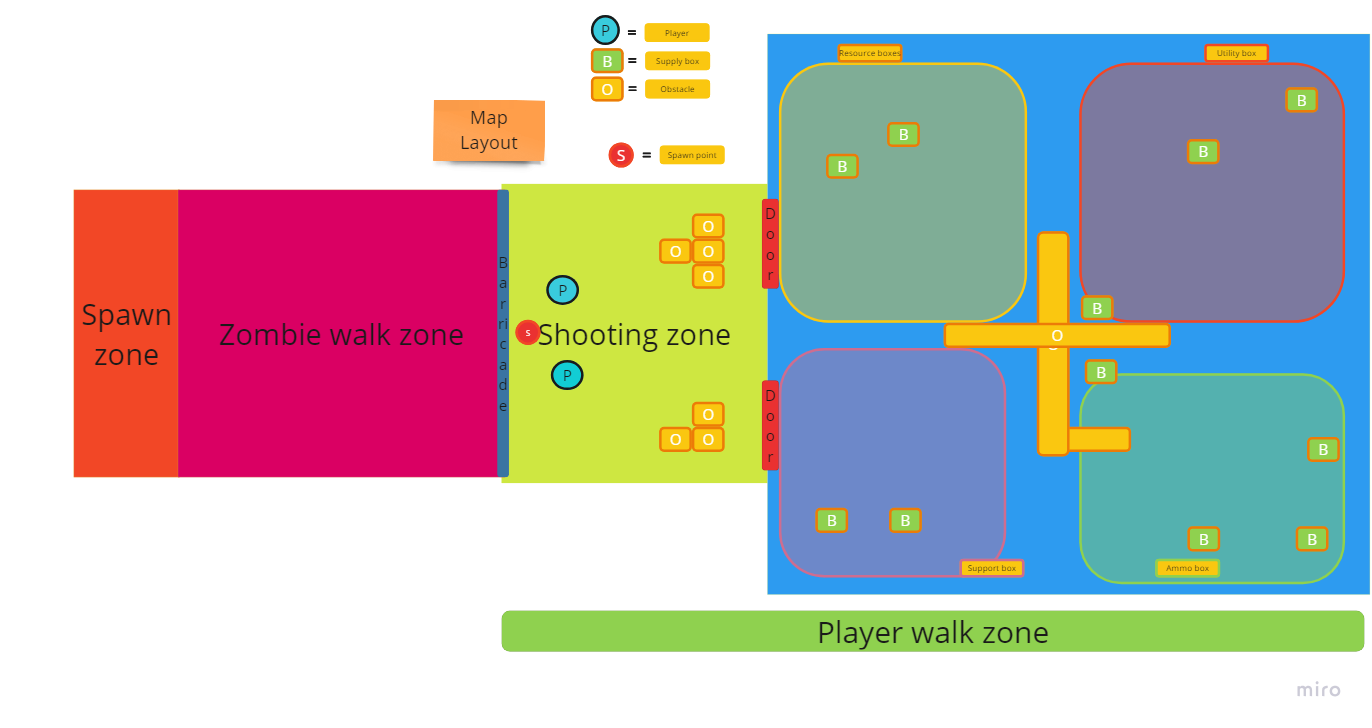 P = Player
B = Supply box
O = Obstacle
Map
Layout
S = Spawn point
Resource boxes
Utility box
B
B
B
B
Door
O
O
O
O
Barricade
P
Spawn
zone
Zombie walk zone
s
Shooting zone
B
O
P
B
Door
O
O
O
B
B
B
B
B
Support box
Ammo box
Player walk zone
miro